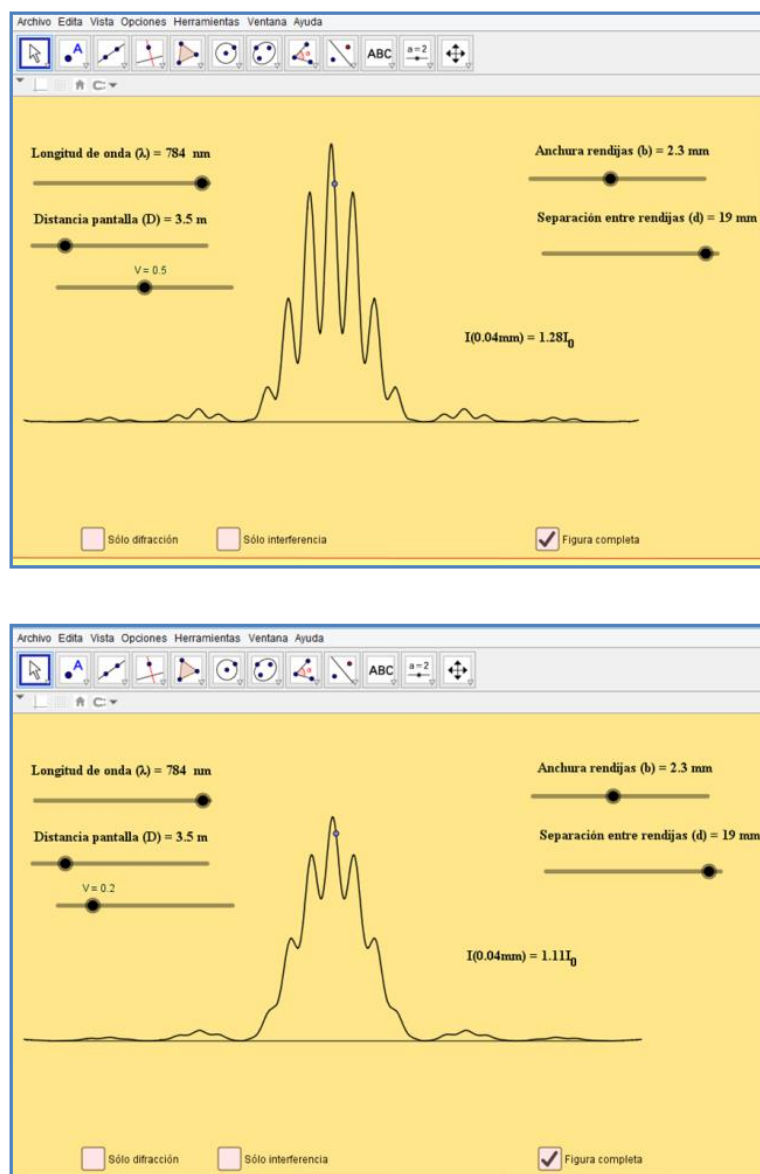 Archivo Edita Vista Opciones Herramientas Ventana Ayuda
A ABC a=2
Longitud de onda (λ) = 784 nm
Anchura rendijas (b) = 2.3 mm
Distancia pantalla (D) = 3.5 m
Separación entre rendijas (d) = 19 mm
V = 0.5
I(0.04mm) = 1.28I₀
Sólo difracción Sólo interferencia Figura completa
Archivo Edita Vista Opciones Herramientas Ventana Ayuda
A ABC a=2
Longitud de onda (λ) = 784 nm
Anchura rendijas (b) = 2.3 mm
Distancia pantalla (D) = 3.5 m
Separación entre rendijas (d) = 19 mm
V = 0.2
I(0.04mm) = 1.11I₀
Sólo difracción Sólo interferencia Figura completa